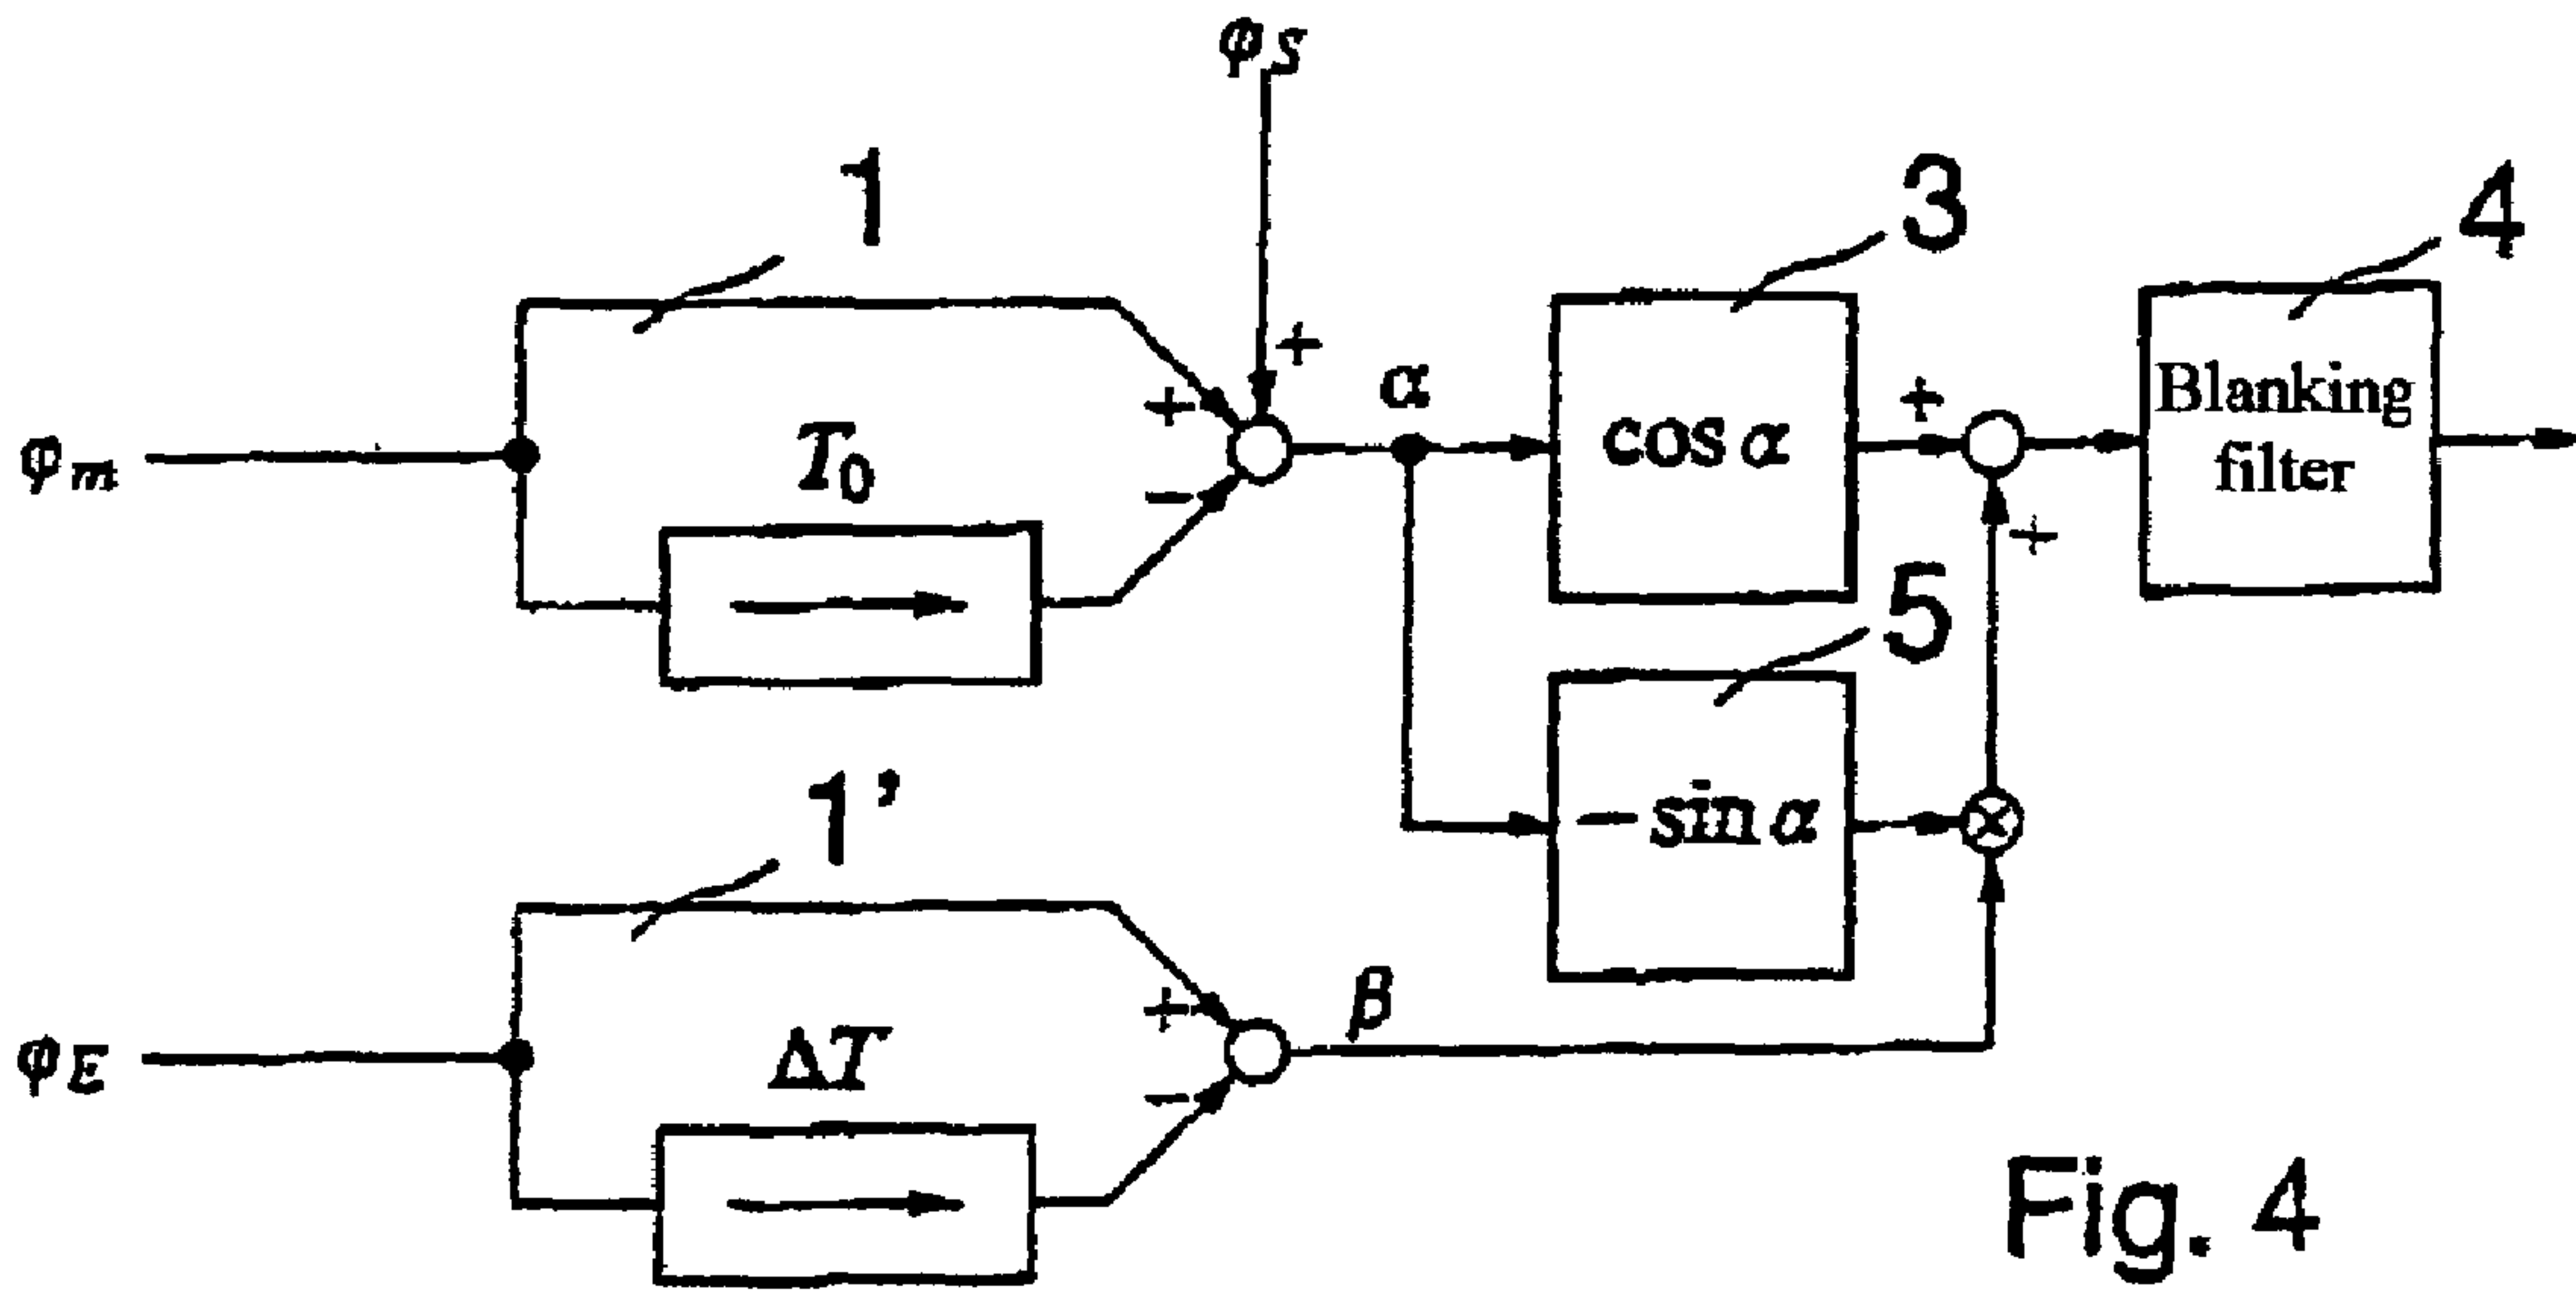 φS
1
3
4
+
+
α
+
φm
T0
−
cos α
Blanking
filter
+
5
1’
− sin α
+
β
φE
ΔT
−
Fig. 4